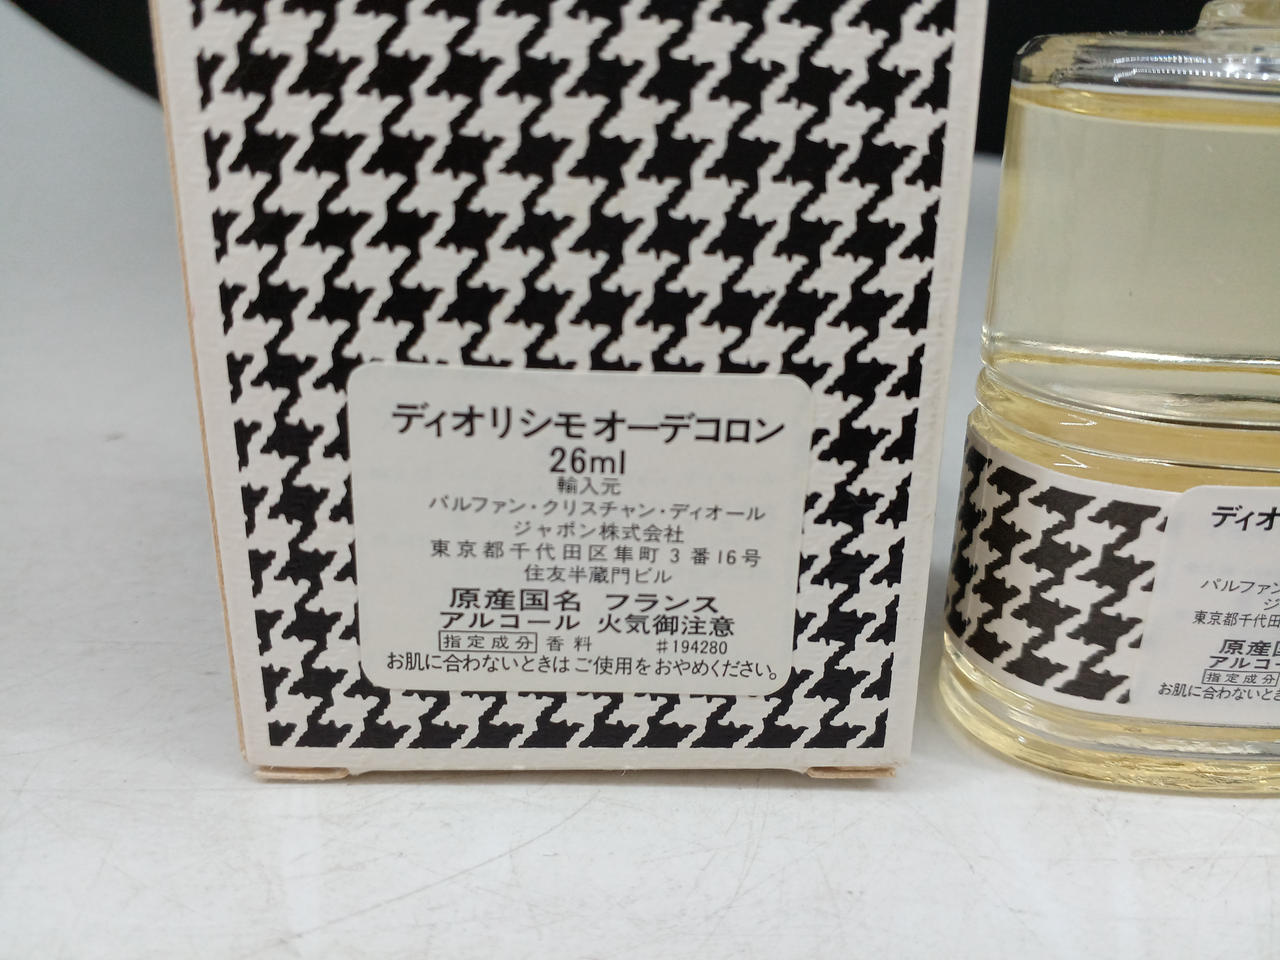 ディオリシモ オーデコロン
26ml
輸入元
パルファン・クリスチャン・ディオール
ジャポン株式会社
東京都千代田区隼町3番16号
住友半蔵門ビル
原産国名 フランス
アルコール 火気御注意
指定成分 香料 #194280
お肌に合わないときはご使用をおやめください。
ディオ
パルファン
ジ
東京都千代田
原産
アルコー
指定成分
お肌に合わないとき